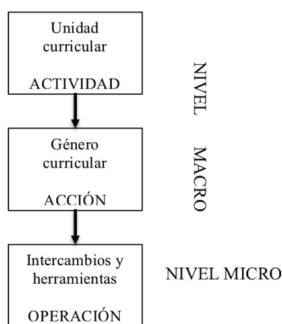 Unidad
curricular
ACTIVIDAD
NIVEL MACRO
Género
curricular
ACCIÓN
Intercambios y
herramientas
NIVEL MICRO
OPERACIÓN